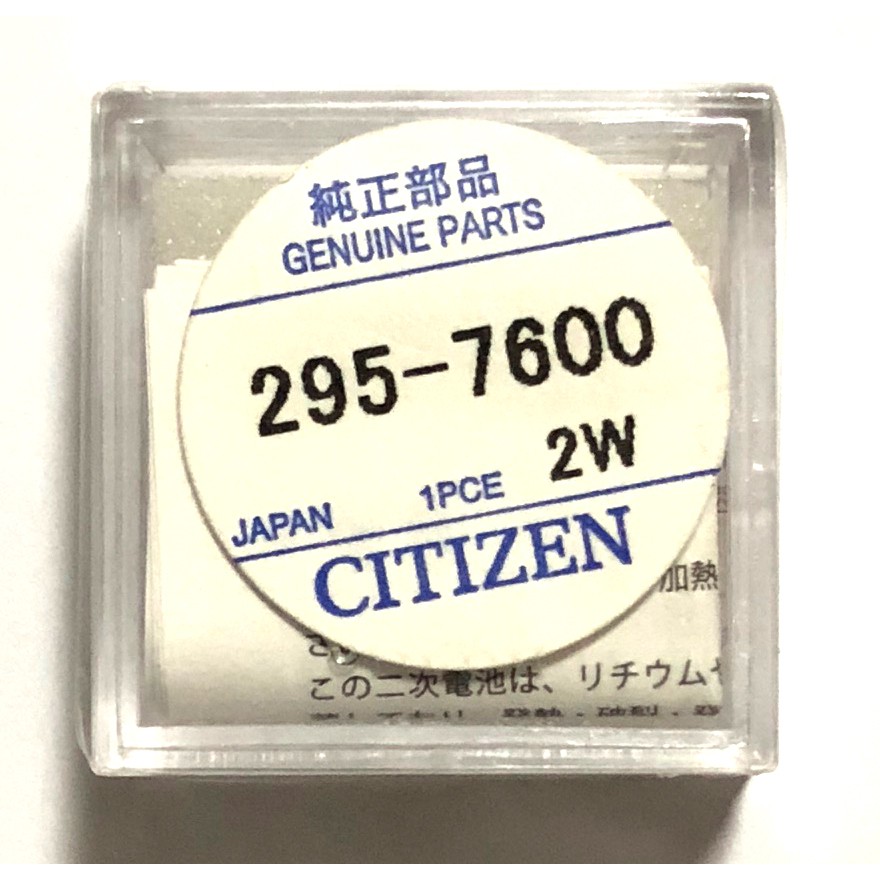 純正部品
GENUINE PARTS
295-7600
2W
JAPAN 1PCE
CITIZEN
加熱
この二次電池は、リチウム